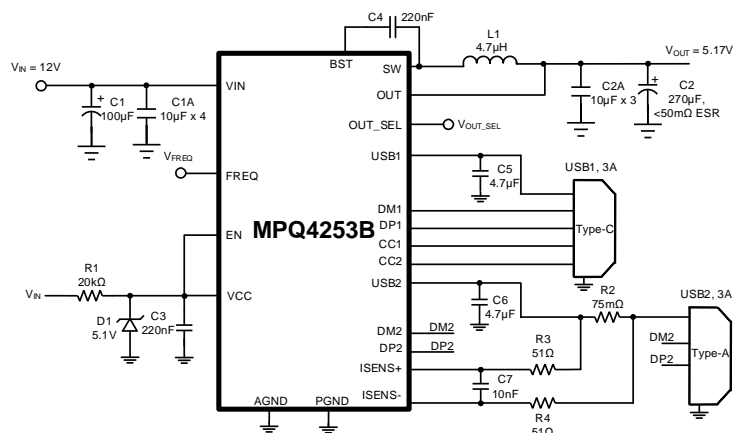 C4 220nF
L1
4.7µH
VOUT = 5.17V
BST
SW
VIN = 12V
VIN
OUT
C1
100µF
C1A
10µF x 4
C2A
10µF x 3
C2
270µF,
<50mΩ ESR
OUT_SEL
VOUT_SEL
VFREQ
FREQ
USB1
C5
4.7µF
USB1, 3A
MPQ4253B
DM1
DP1
CC1
CC2
Type-C
EN
R1
20kΩ
VIN
VCC
D1
5.1V
C3
220nF
USB2
C6
4.7µF
R2
75mΩ
USB2, 3A
DM2
DM2
DP2
DP2
DM2
DP2
Type-A
ISENS+
R3
51Ω
C7
10nF
ISENS-
R4
51Ω
AGND
PGND